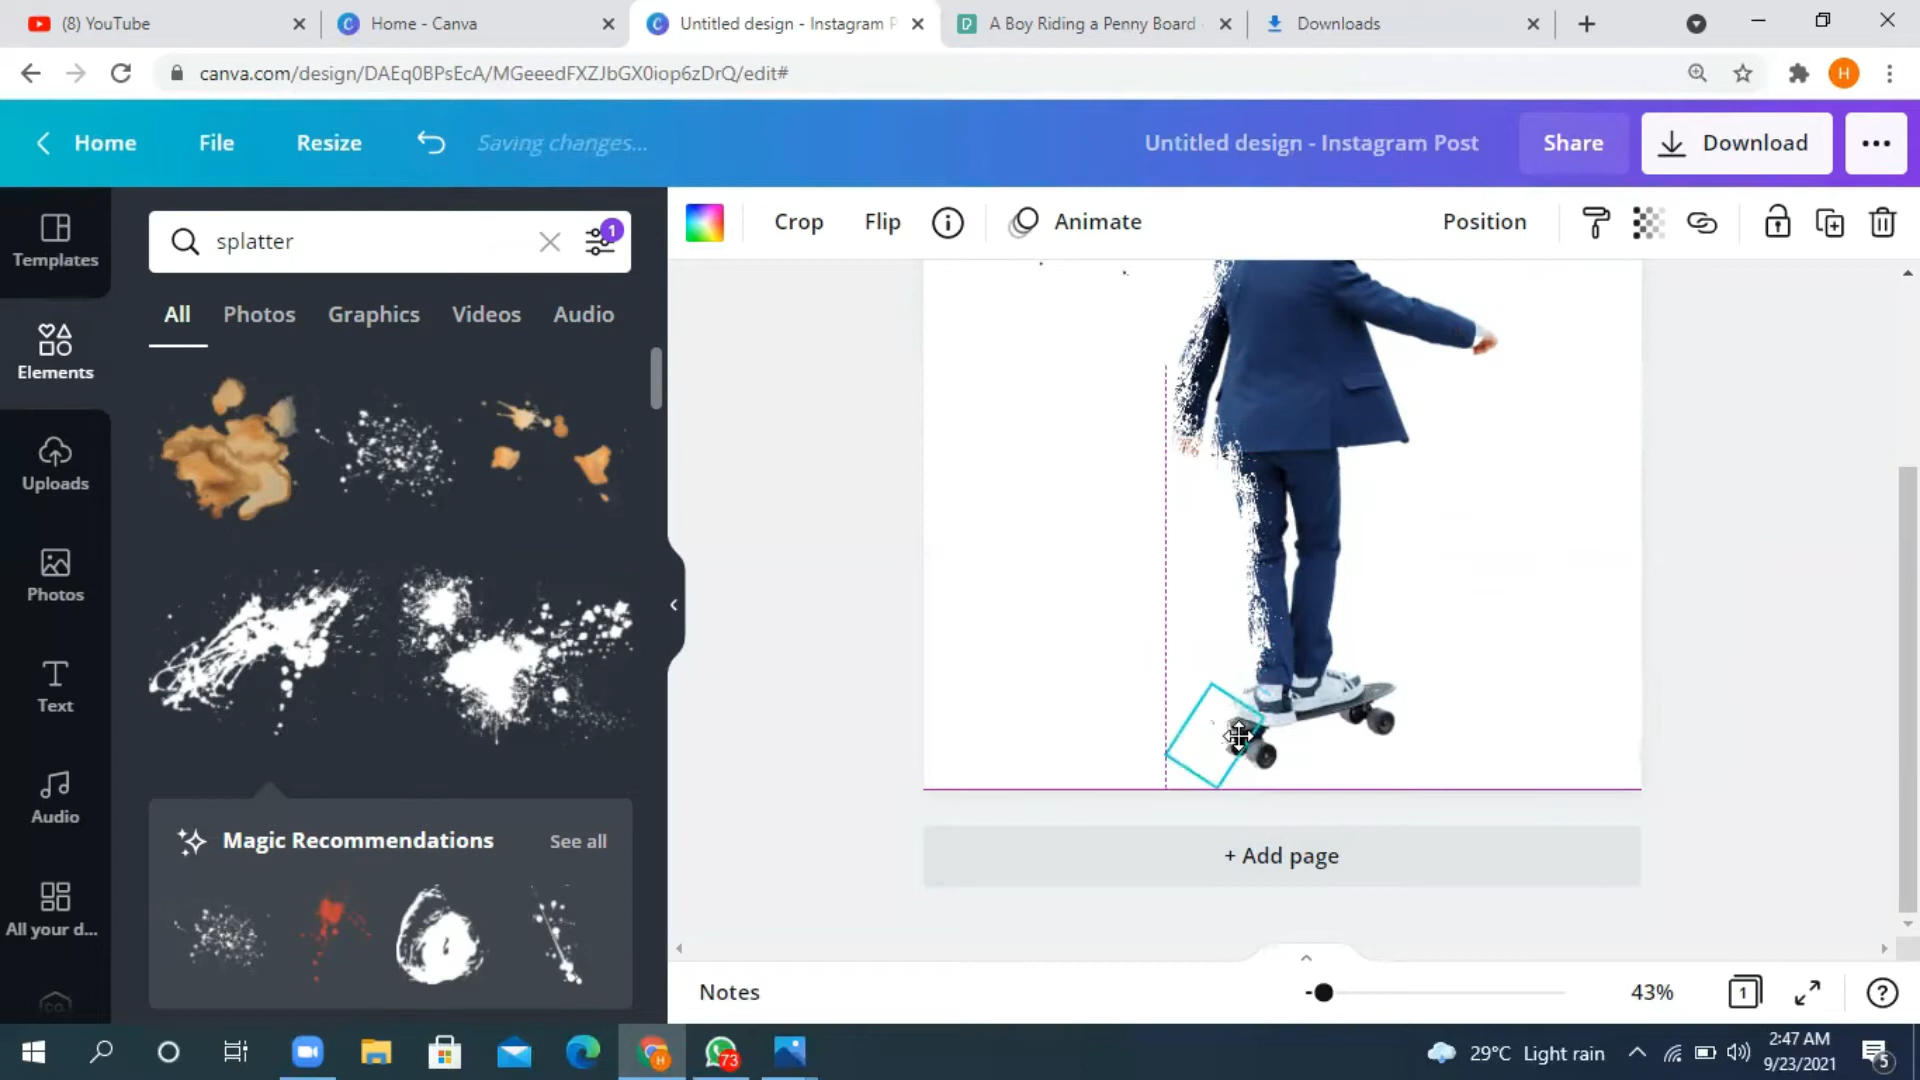 (8) YouTube
Home - Canva
Untitled design - Instagram P
A Boy Riding a Penny Board
Downloads
canva.com/design/DAEq0BPsEcA/MGeeedFXZJbGX0iop6zDrQ/edit#
H
Home
File
Resize
Saving changes...
Untitled design - Instagram Post
Share
Download
Templates
Elements
Uploads
Photos
Text
Audio
All your d...
CO.
splatter
1
All
Photos
Graphics
Videos
Audio
Magic Recommendations
See all
Crop
Flip
Animate
Position
+ Add page
Notes
43%
1
73
29°C Light rain
2:47 AM
9/23/2021
5